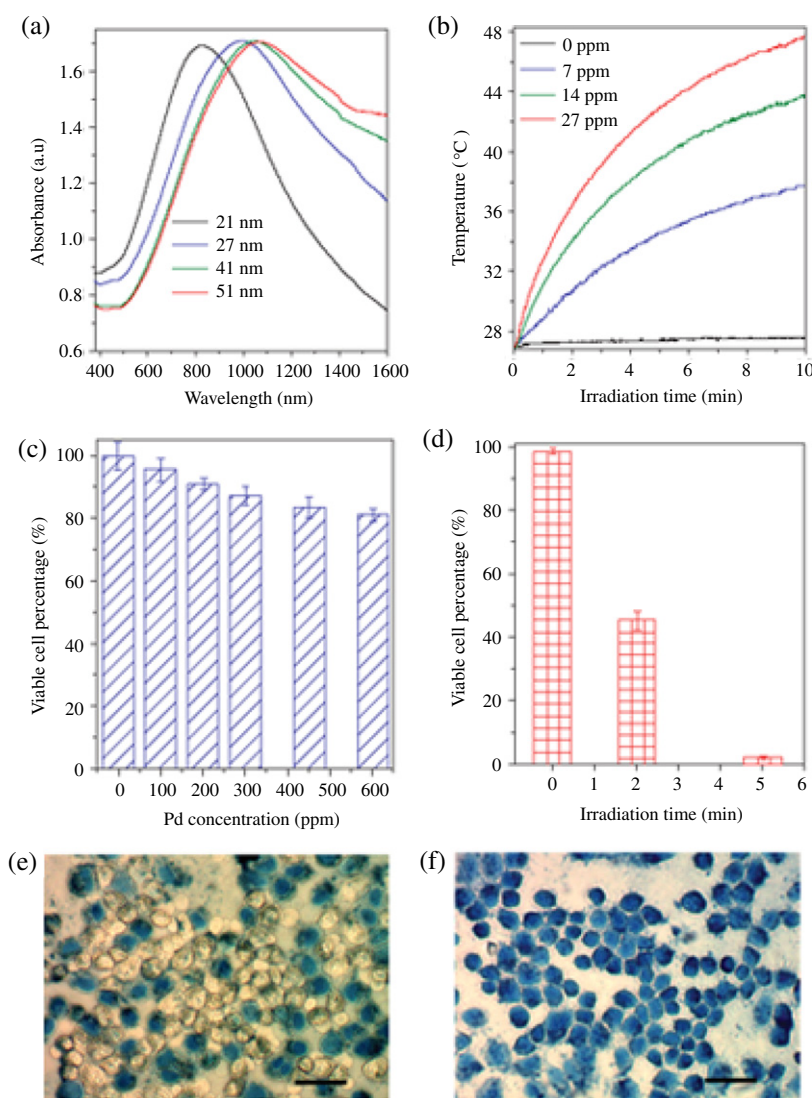 (a)
1.6
1.4
1.2
1.0
0.8
0.6
Absorbance (a.u)
21 nm
27 nm
41 nm
51 nm
400 600 800 1000 1200 1400 1600
Wavelength (nm)
(b)
48
44
40
36
32
28
Temperature (°C)
0 ppm
7 ppm
14 ppm
27 ppm
0 2 4 6 8 10
Irradiation time (min)
(c)
100
80
60
40
20
0
Viable cell percentage (%)
0 100 200 300 400 500 600
Pd concentration (ppm)
(d)
100
80
60
40
20
0
Viable cell percentage (%)
0 1 2 3 4 5 6
Irradiation time (min)
(e)
(f)